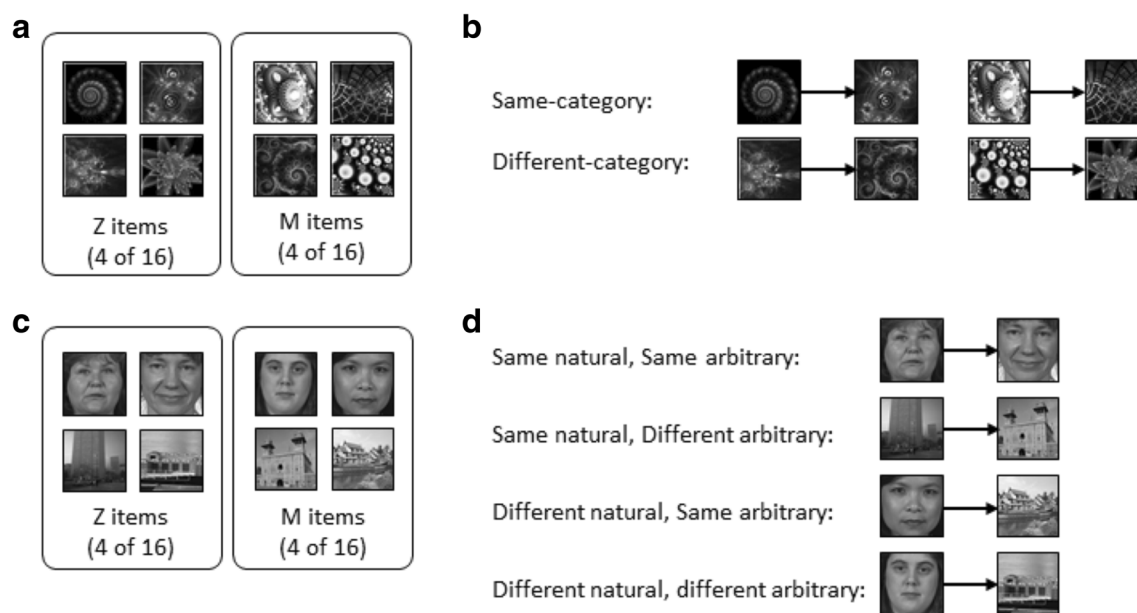 a
Z items
(4 of 16)
M items
(4 of 16)
b
Same-category:
Different-category:
c
Z items
(4 of 16)
M items
(4 of 16)
d
Same natural, Same arbitrary:
Same natural, Different arbitrary:
Different natural, Same arbitrary:
Different natural, different arbitrary: